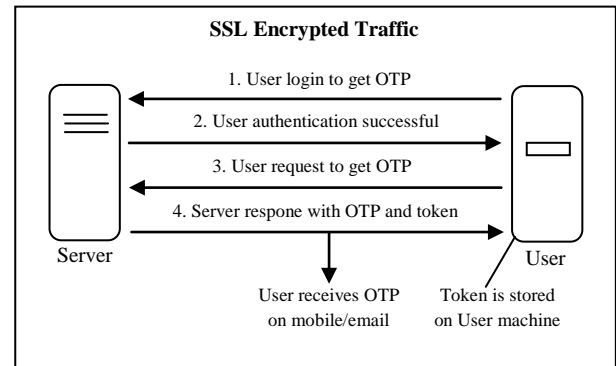 SSL Encrypted Traffic
1. User login to get OTP
2. User authentication successful
3. User request to get OTP
4. Server respone with OTP and token
Server
User
User receives OTP
on mobile/email
Token is stored
on User machine